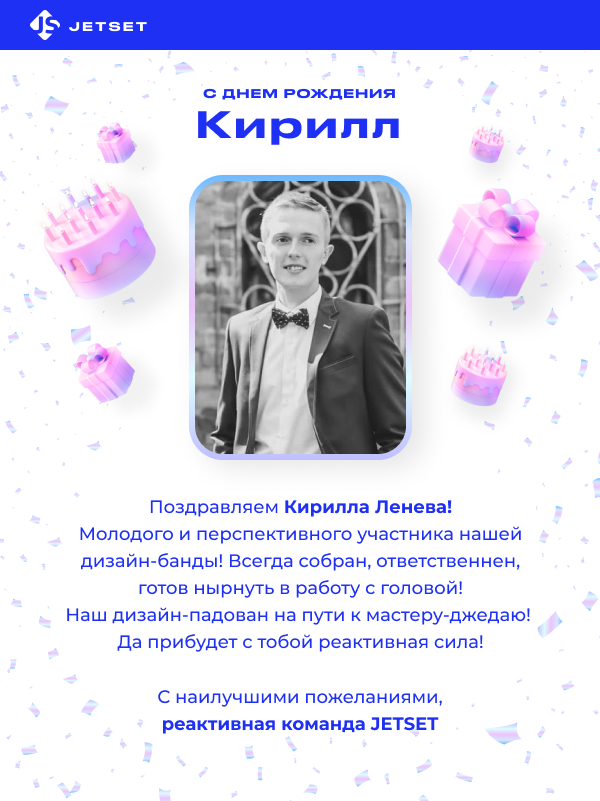 JS JETSET
С ДНЕМ РОЖДЕНИЯ
Кирилл
Поздравляем Кирилла Ленева!
Молодого и перспективного участника нашей
дизайн-банды! Всегда собран, ответственнен,
готов нырнуть в работу с головой!
Наш дизайн-падован на пути к мастеру-джедаю!
Да прибудет с тобой реактивная сила!
С наилучшими пожеланиями,
реактивная команда JETSET